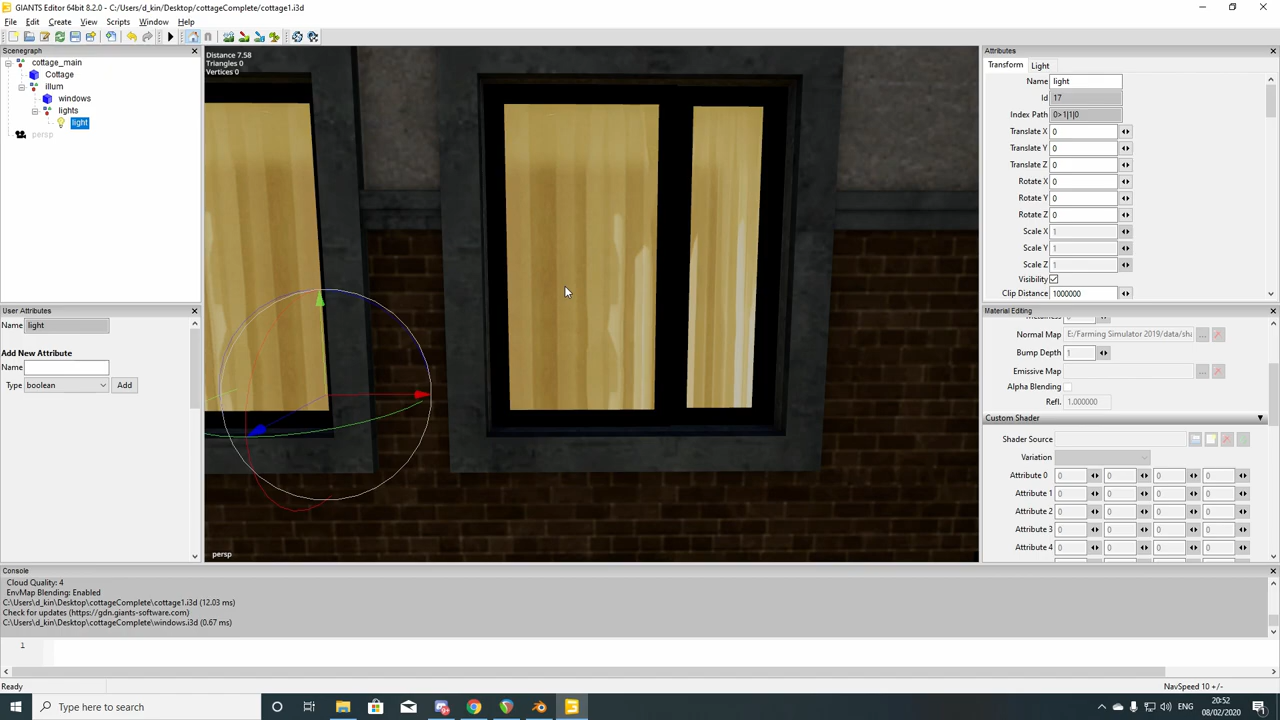 GIANTS Editor 64bit 8.2.0 - C:/Users/d_kin/Desktop/cottageComplete/cottage1.i3d
File Edit Create View Scripts Window Help
Scenegraph
cottage_main
Cottage
illum
windows
lights
light
persp
User Attributes
Name light
Add New Attribute
Name
Type boolean Add
Distance 7.58
Triangles 0
Vertices 0
persp
Attributes
Transform Light
Name light
Id 17
Index Path 0>1|1|0
Translate X 0
Translate Y 0
Translate Z 0
Rotate X 0
Rotate Y 0
Rotate Z 0
Scale X 1
Scale Y 1
Scale Z 1
Visibility
Clip Distance 1000000
Material Editing
Metalness 0
Normal Map E:/Farming Simulator 2019/data/sha ...
Bump Depth 1
Emissive Map ...
Alpha Blending
Refl. 1.000000
Custom Shader
Shader Source
Variation
Attribute 0 0 0 0 0
Attribute 1 0 0 0 0
Attribute 2 0 0 0 0
Attribute 3 0 0 0 0
Attribute 4 0 0 0 0
Console
Cloud Quality: 4
EnvMap Blending: Enabled
C:\Users\d_kin\Desktop\cottageComplete\cottage1.i3d (12.03 ms)
Check for updates (https://gdn.giants-software.com)
C:\Users\d_kin\Desktop\cottageComplete\windows.i3d (0.67 ms)
1
Ready
NavSpeed 10 +/-
Type here to search
ENG
20:52
08/02/2020